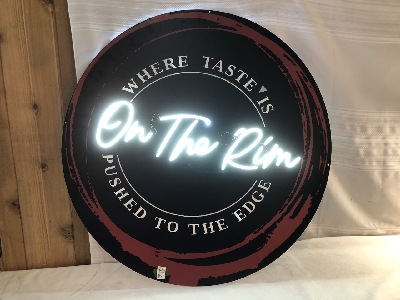 WHERE TASTE IS
On The Rim
PUSHED TO THE EDGE